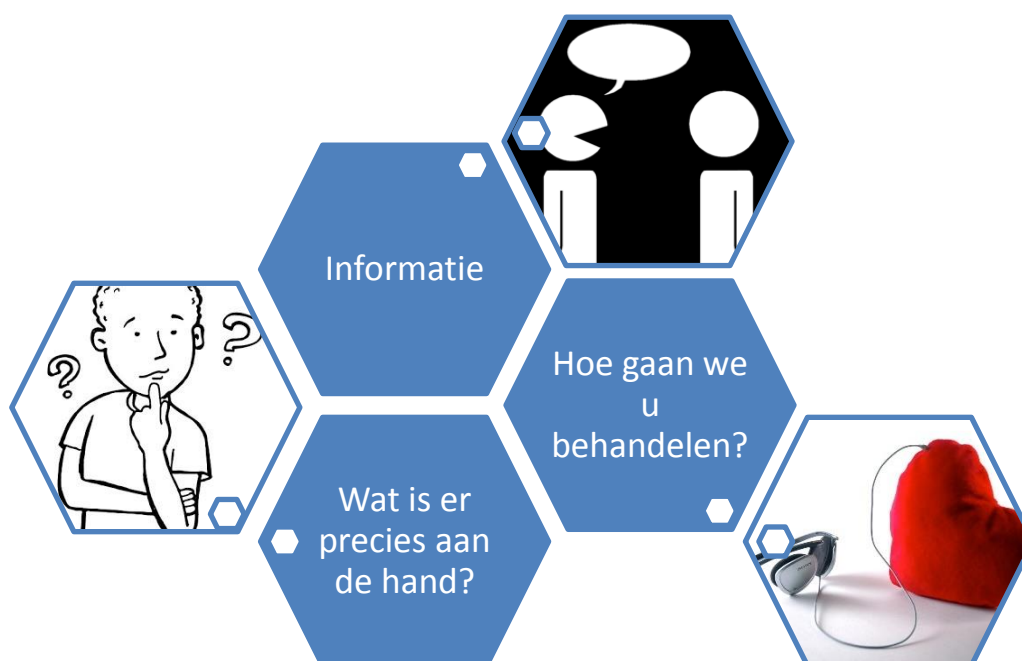 Informatie
Hoe gaan we
u
behandelen?
Wat is er
precies aan
de hand?